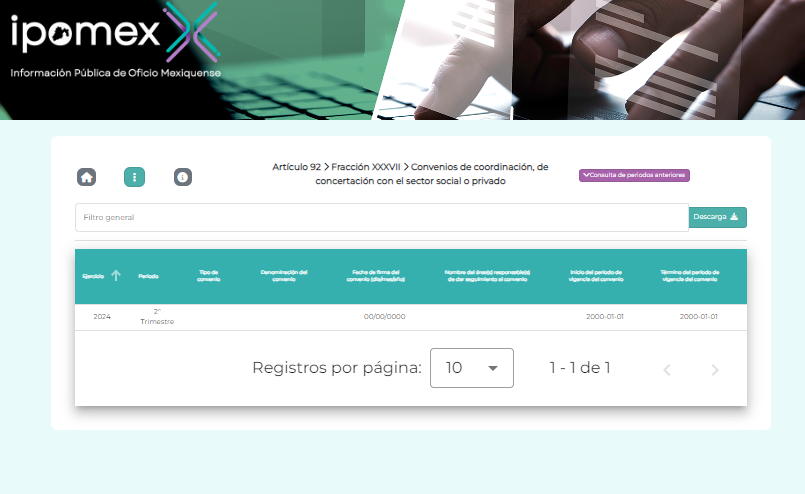 ipomex
Información Pública de Oficio Mexiquense
Artículo 92 > Fracción XXXVII > Convenios de coordinación, de
concertación con el sector social o privado
Consulta de periodos anteriores
Filtro general
Descarga
Ejercicio
Periodo
Tipo de
convenio
Denominación del
convenio
Fecha de firma del
convenio (día/mes/año)
Nombre del área(s) responsable(s)
de dar seguimiento al convenio
Inicio del periodo de
vigencia del convenio
Término del periodo de
vigencia del convenio
2024
2°
Trimestre
00/00/0000
2000-01-01
2000-01-01
Registros por página:
10
1 - 1 de 1